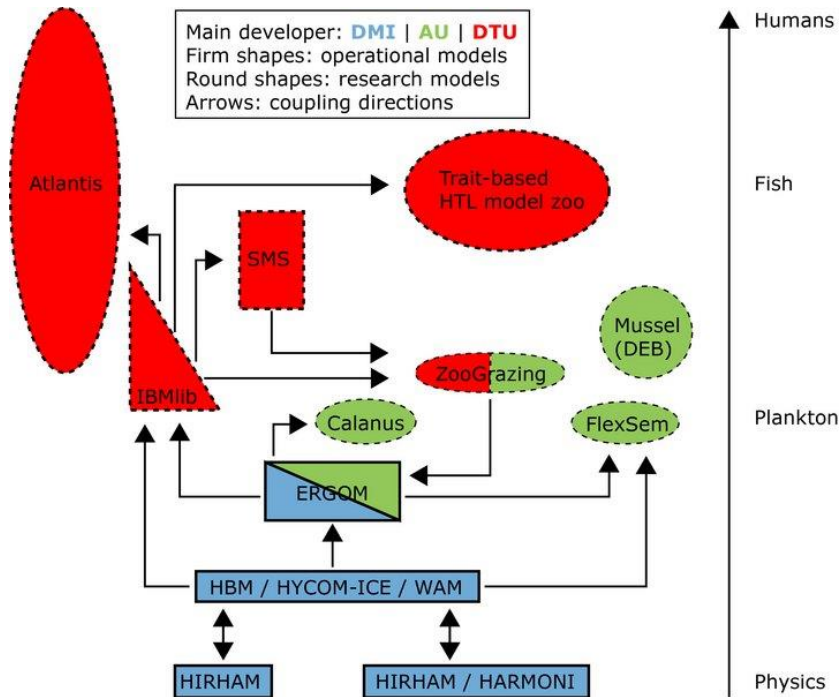 Main developer: DMI | AU | DTU
Firm shapes: operational models
Round shapes: research models
Arrows: coupling directions
Humans
Atlantis
Trait-based
HTL model zoo
Fish
SMS
Mussel
(DEB)
IBMlib
ZooGrazing
Calanus
FlexSem
Plankton
ERGOM
HBM / HYCOM-ICE / WAM
HIRHAM
HIRHAM / HARMONI
Physics